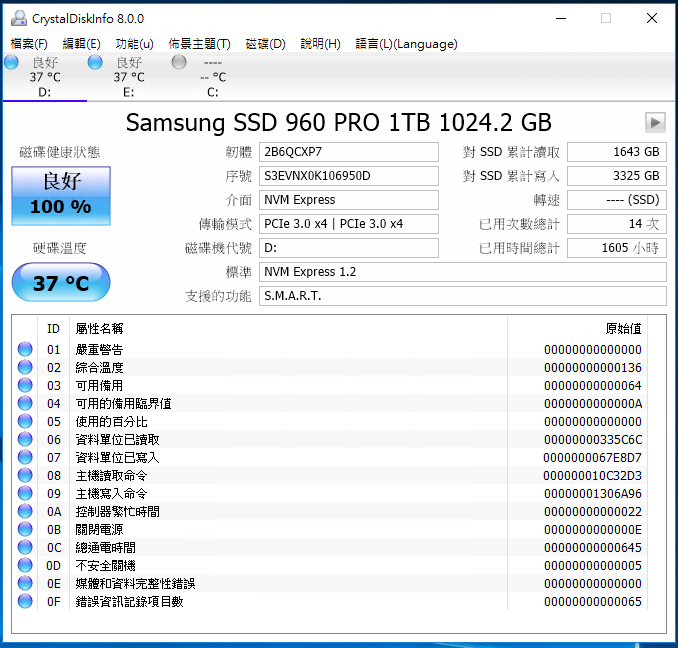 CrystalDiskInfo 8.0.0
檔案(F) 編輯(E) 功能(u) 佈景主題(T) 磁碟(D) 說明(H) 語言(L)(Language)
良好 良好 ----
37 °C 37 °C -- °C
D: E: C:
Samsung SSD 960 PRO 1TB 1024.2 GB
磁碟健康狀態
良好
100 %
硬碟溫度
37 °C
韌體 2B6QCXP7 對 SSD 累計讀取 1643 GB
序號 S3EVNX0K106950D 對 SSD 累計寫入 3325 GB
介面 NVM Express 轉速 ---- (SSD)
傳輸模式 PCIe 3.0 x4 | PCIe 3.0 x4 已用次數總計 14 次
磁碟機代號 D: 已用時間總計 1605 小時
標準 NVM Express 1.2
支援的功能 S.M.A.R.T.
ID 屬性名稱 原始值
01 嚴重警告 00000000000000
02 綜合溫度 00000000000136
03 可用備用 00000000000064
04 可用的備用臨界值 0000000000000A
05 使用的百分比 00000000000000
06 資料單位已讀取 00000000335C6C
07 資料單位已寫入 0000000067E8D7
08 主機讀取命令 000000010C32D3
09 主機寫入命令 00000001306A96
0A 控制器繁忙時間 00000000000022
0B 關閉電源 0000000000000E
0C 總通電時間 00000000000645
0D 不安全關機 00000000000005
0E 媒體和資料完整性錯誤 00000000000000
0F 錯誤資訊記錄項目數 00000000000065